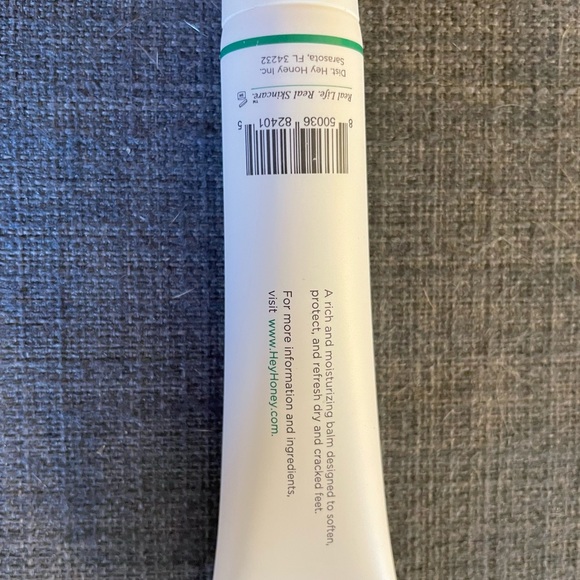 A rich and moisturizing balm designed to soften,
protect, and refresh dry and cracked feet.
For more information and ingredients,
visit www.HeyHoney.com.
8 50036 82401 5
Real Life. Real Skincare.™
Dist. Hey Honey Inc.
Sarasota, FL 34232